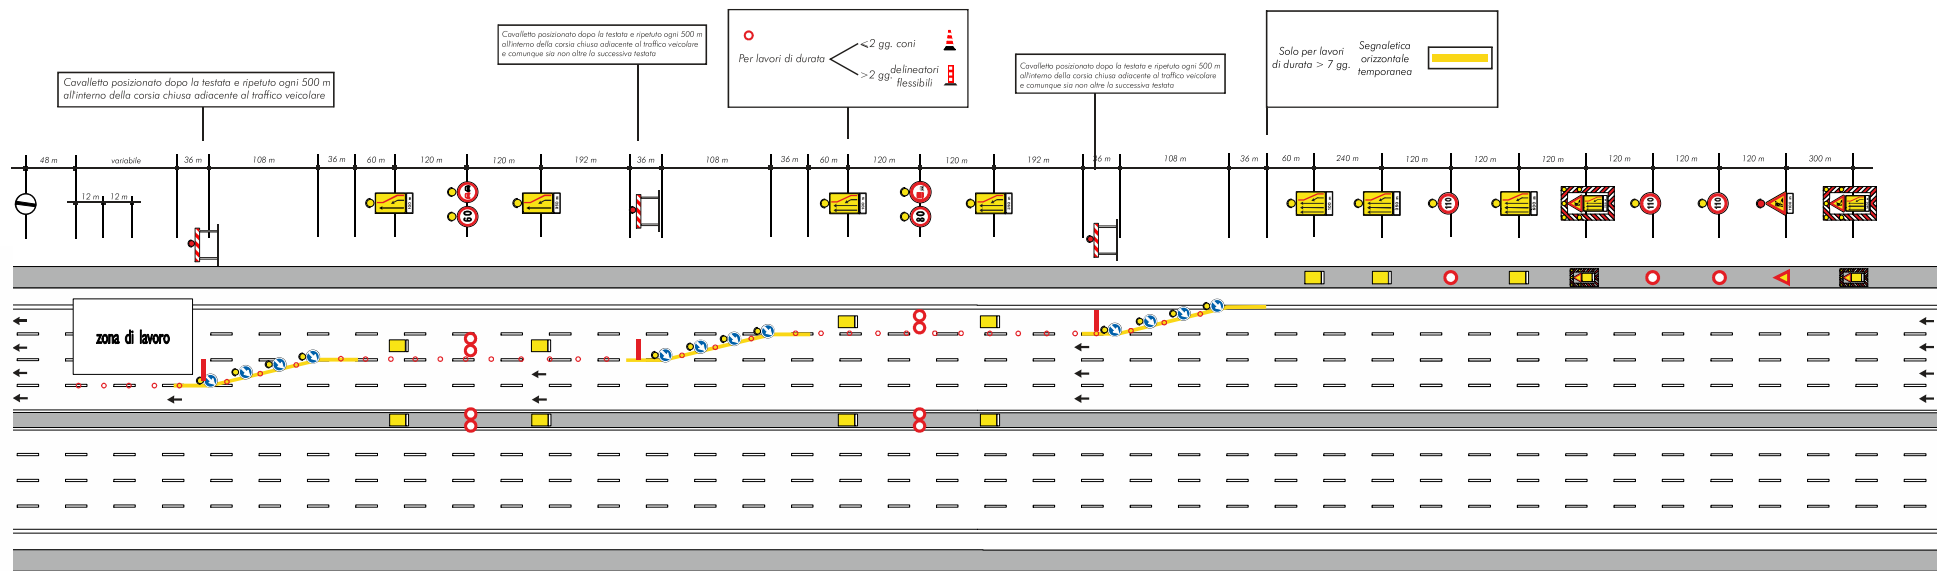 Cavalletto posizionato dopo la testata e ripetuto ogni 500 m
all'interno della corsia chiusa adiacente al traffico veicolare
Cavalletto posizionato dopo la testata e ripetuto ogni 500 m
all'interno della corsia chiusa adiacente al traffico veicolare
e comunque sia non oltre la successiva testata
Per lavori di durata
<2 gg. coni
>2 gg. delineatori
flessibili
Cavalletto posizionato dopo la testata e ripetuto ogni 500 m
all'interno della corsia chiusa adiacente al traffico veicolare
e comunque sia non oltre la successiva testata
Solo per lavori
di durata > 7 gg.
Segnaletica
orizzontale
temporanea
48 m variabile 36 m 108 m 36 m 60 m 120 m 120 m 192 m 36 m 108 m 36 m 60 m 120 m 120 m 192 m 36 m 108 m 36 m 60 m 240 m 120 m 120 m 120 m 120 m 120 m 120 m 300 m
12 m 12 m
60
80
110
110
110
zona di lavoro